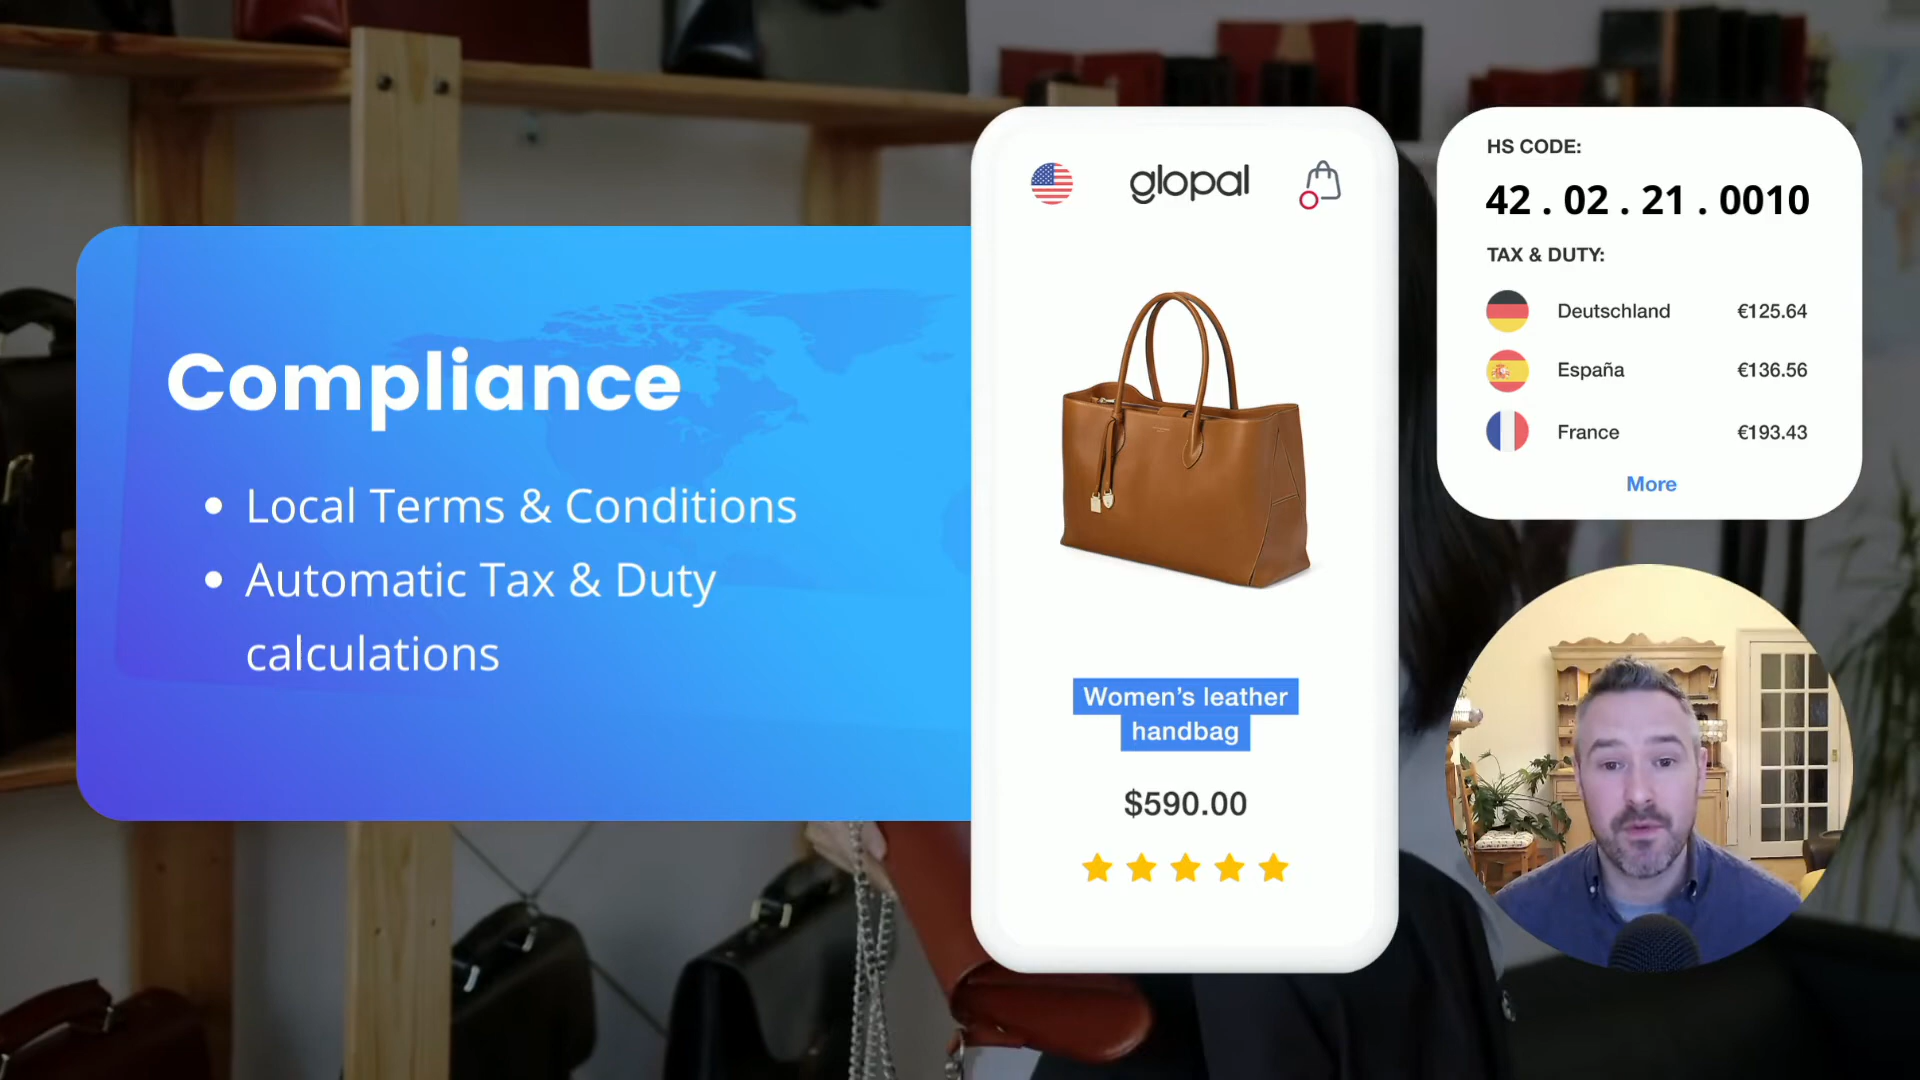 Compliance
• Local Terms & Conditions
• Automatic Tax & Duty
calculations
glopal
Women's leather
handbag
$590.00
HS CODE:
42 . 02 . 21 . 0010
TAX & DUTY:
Deutschland €125.64
España €136.56
France €193.43
More